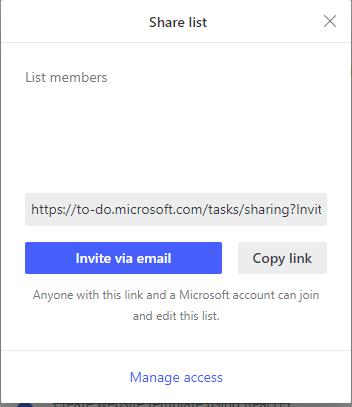 Share list
List members
https://to-do.microsoft.com/tasks/sharing?Invit
Invite via email
Copy link
Anyone with this link and a Microsoft account can join
and edit this list.
Manage access